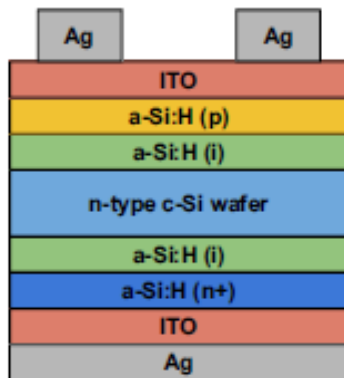 Ag Ag
ITO
a-Si:H (p)
a-Si:H (i)
n-type c-Si wafer
a-Si:H (i)
a-Si:H (n+)
ITO
Ag